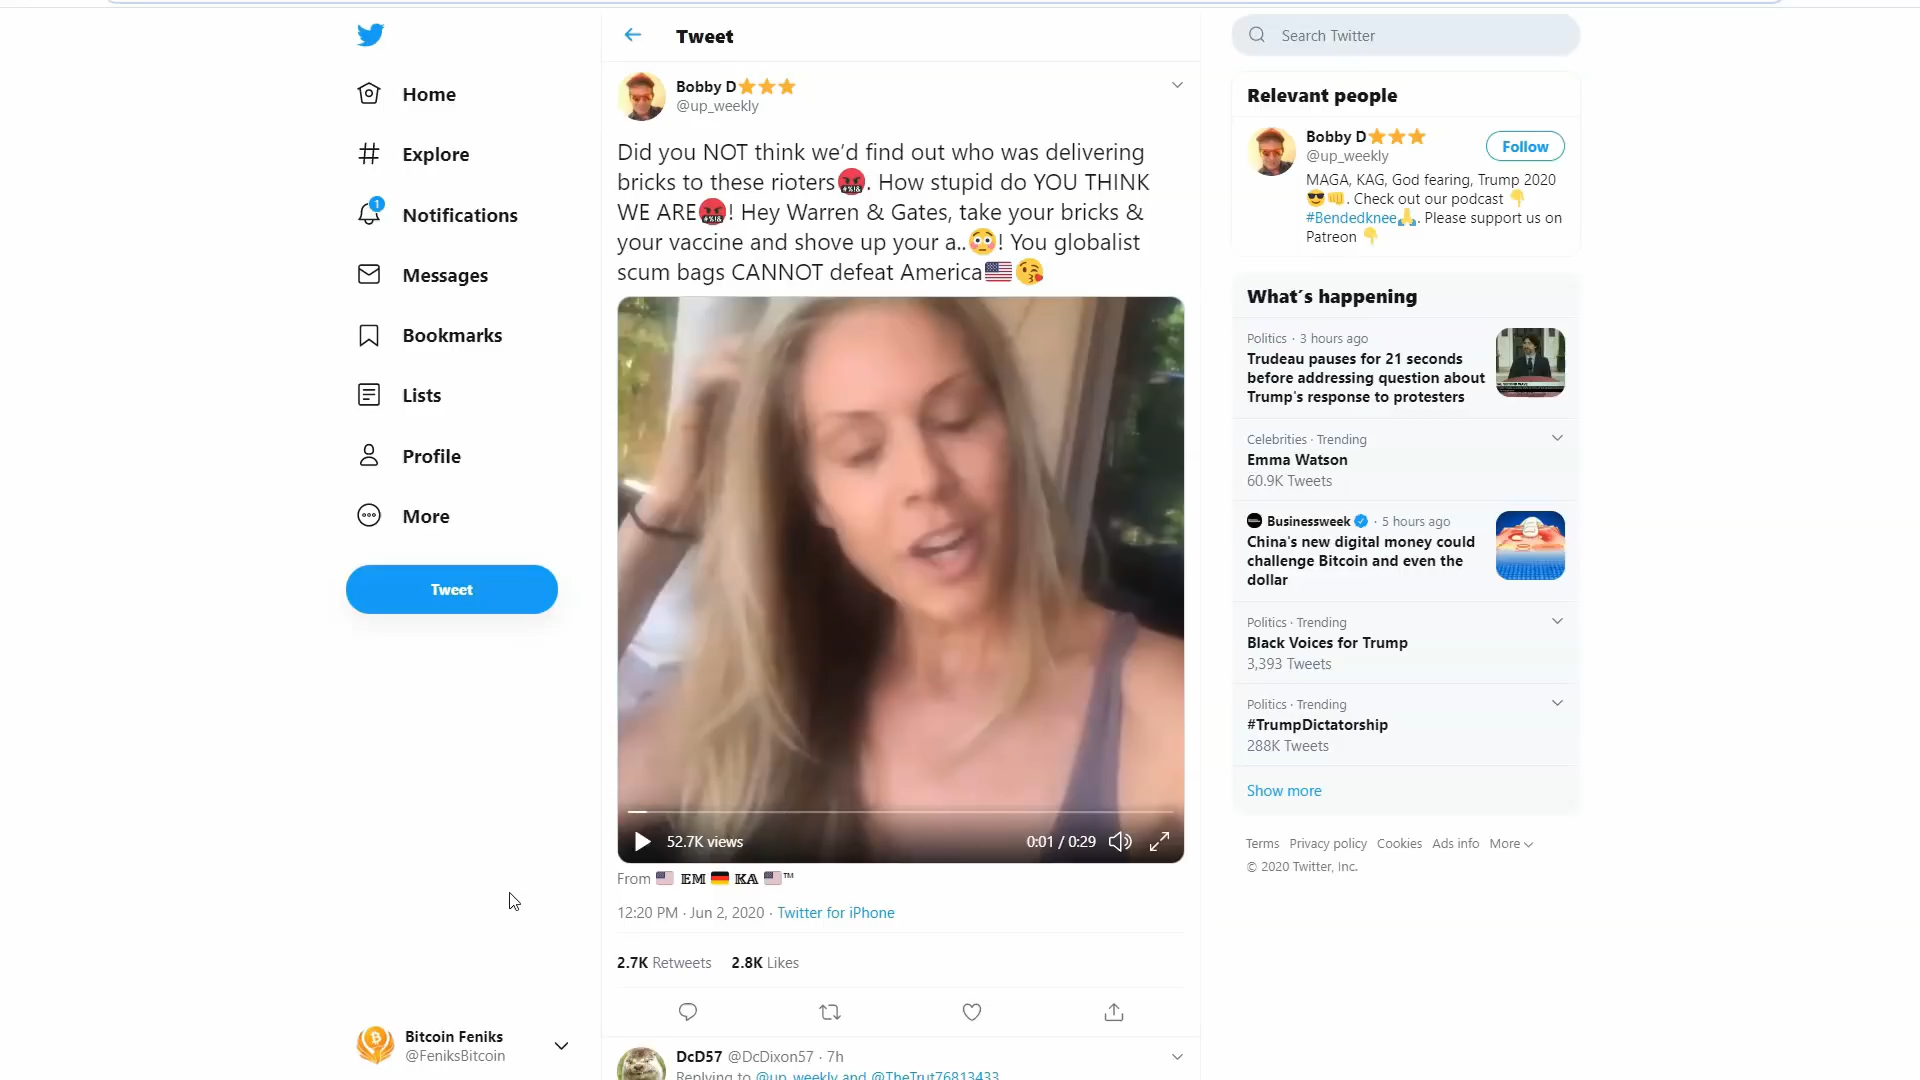 Home
Explore
1
Notifications
Messages
Bookmarks
Lists
Profile
More
Tweet
Bitcoin Feniks
@FeniksBitcoin
Tweet
Bobby D⭐⭐⭐
@up_weekly
Did you NOT think we'd find out who was delivering
bricks to these rioters🤬. How stupid do YOU THINK
WE ARE🤬! Hey Warren & Gates, take your bricks &
your vaccine and shove up your a..😳! You globalist
scum bags CANNOT defeat America🇺🇸😘
52.7K views
0:01 / 0:29
From 🇺🇸 𝔼𝕄 🇩🇪 𝕂𝔸 🇺🇸™
12:20 PM · Jun 2, 2020 · Twitter for iPhone
2.7K Retweets 2.8K Likes
DcD57 @DcDixon57 · 7h
Replying to @up_weekly and @TheTrut76813433
Search Twitter
Relevant people
Bobby D⭐⭐⭐
@up_weekly
Follow
MAGA, KAG, God fearing, Trump 2020
😎👊. Check out our podcast 👇
#Bendedknee🙏. Please support us on
Patreon 👇
What´s happening
Politics · 3 hours ago
Trudeau pauses for 21 seconds
before addressing question about
Trump's response to protesters
Celebrities · Trending
Emma Watson
60.9K Tweets
Businessweek · 5 hours ago
China's new digital money could
challenge Bitcoin and even the
dollar
Politics · Trending
Black Voices for Trump
3,393 Tweets
Politics · Trending
#TrumpDictatorship
288K Tweets
Show more
Terms Privacy policy Cookies Ads info More
© 2020 Twitter, Inc.